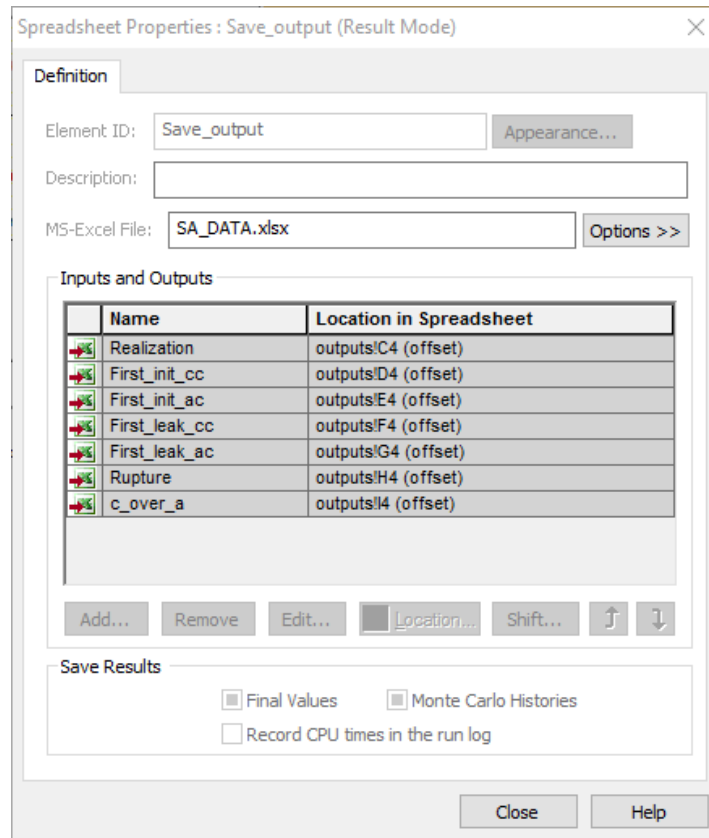 Spreadsheet Properties : Save_output (Result Mode)
Definition
Element ID: Save_output Appearance...
Description:
MS-Excel File: SA_DATA.xlsx Options >>
Inputs and Outputs
Name Location in Spreadsheet
Realization outputs!C4 (offset)
First_init_cc outputs!D4 (offset)
First_init_ac outputs!E4 (offset)
First_leak_cc outputs!F4 (offset)
First_leak_ac outputs!G4 (offset)
Rupture outputs!H4 (offset)
c_over_a outputs!I4 (offset)
Add... Remove Edit... Location... Shift...
Save Results
Final Values Monte Carlo Histories
Record CPU times in the run log
Close Help